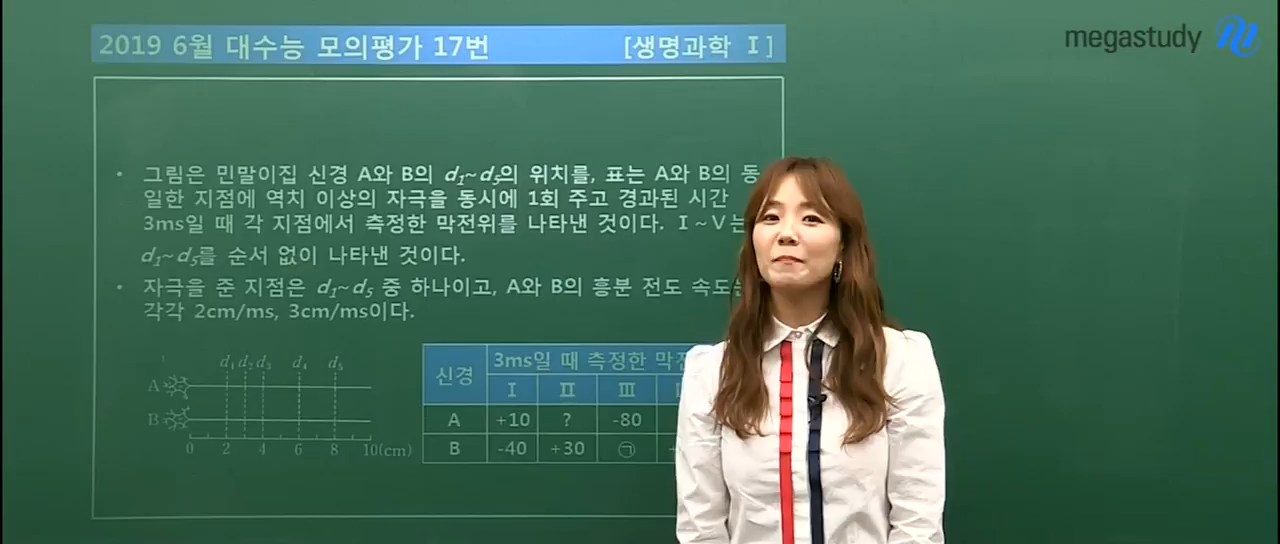 2019 6월 대수능 모의평가 17번 [생명과학 Ⅰ]
megastudy
• 그림은 민말이집 신경 A와 B의 d₁~d₅의 위치를, 표는 A와 B의 동
일한 지점에 역치 이상의 자극을 동시에 1회 주고 경과된 시간
3ms일 때 각 지점에서 측정한 막전위를 나타낸 것이다. Ⅰ~Ⅴ는
d₁~d₅를 순서 없이 나타낸 것이다.
• 자극을 준 지점은 d₁~d₅ 중 하나이고, A와 B의 흥분 전도 속도는
각각 2cm/ms, 3cm/ms이다.
d₁ d₂ d₃ d₄ d₅
A
B
0 2 4 6 8 10(cm)
신경 3ms일 때 측정한
Ⅰ Ⅱ Ⅲ
A +10 ? -80
B -40 +30 ㉠